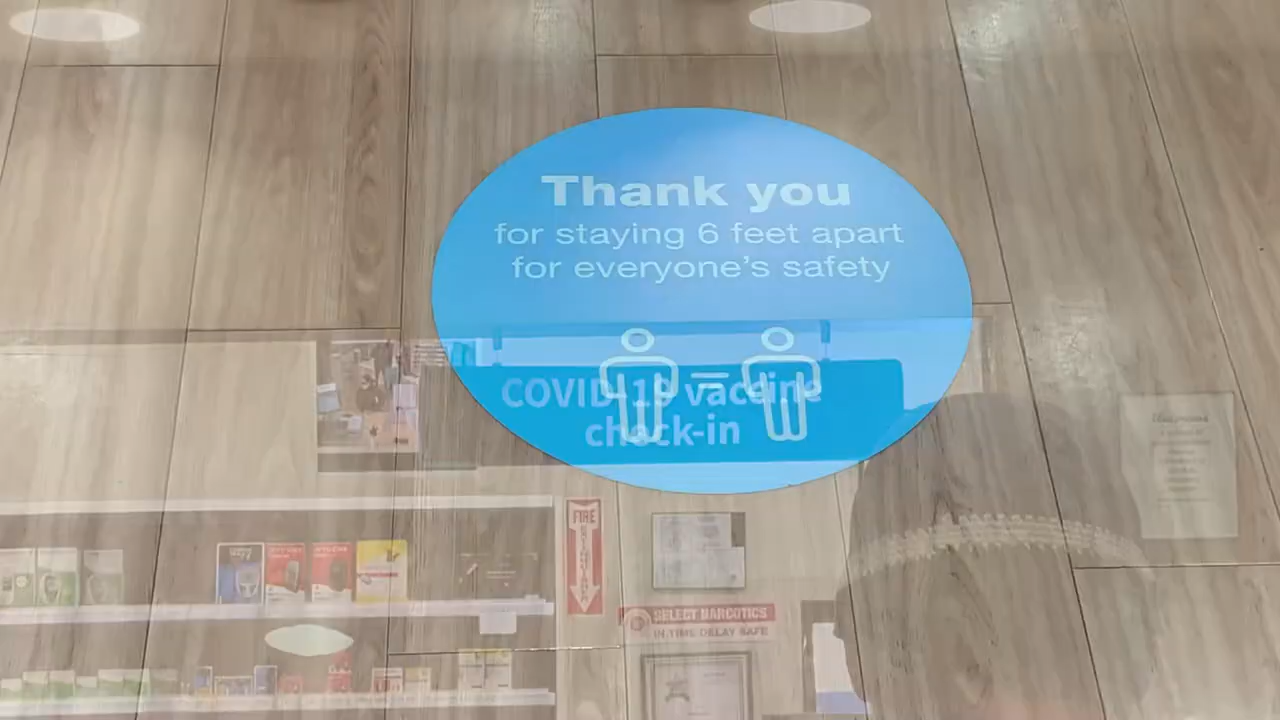 Thank you
for staying 6 feet apart
for everyone's safety
COVID-19 vaccine
check-in
FIRE
EXTINGUISHER
SELECT NARCOTICS
IN TIME DELAY SAFE